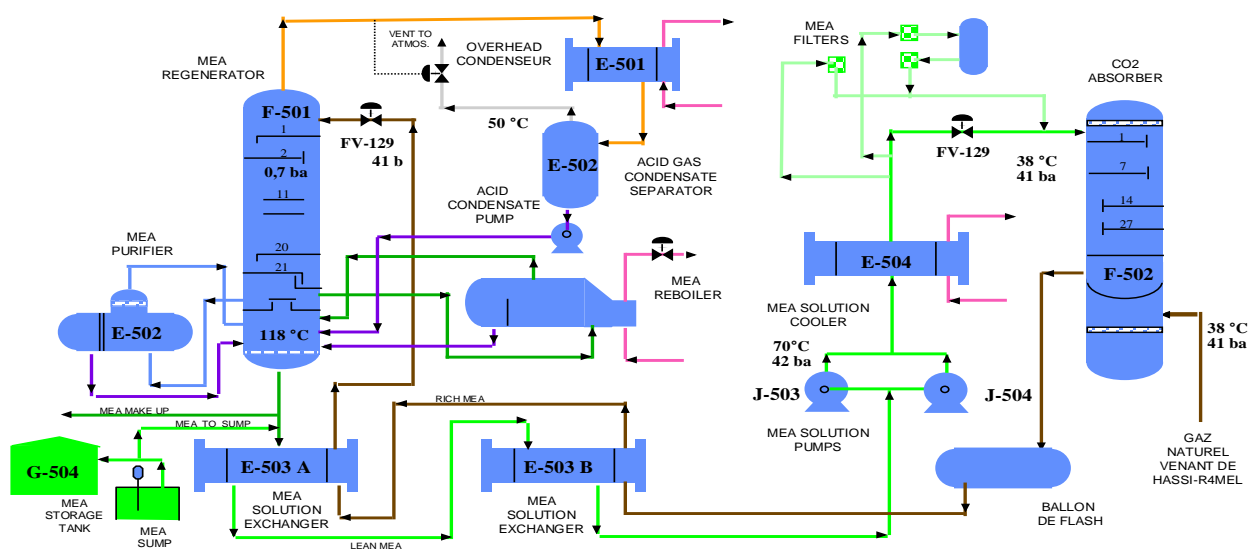 MEA
REGENERATOR
VENT TO
ATMOS.
OVERHEAD
CONDENSEUR
E-501
MEA
FILTERS
CO2
ABSORBER
F-501
1
2
0,7 ba
11
20
21
118 °C
FV-129
41 b
50 °C
E-502
ACID GAS
CONDENSATE
SEPARATOR
ACID
CONDENSATE
PUMP
MEA
REBOILER
MEA
PURIFIER
E-502
FV-129
38 °C
41 ba
1
7
14
27
F-502
E-504
MEA SOLUTION
COOLER
38 °C
41 ba
70°C
42 ba
J-503
J-504
MEA SOLUTION
PUMPS
GAZ
NATUREL
VENANT DE
HASSI-R4MEL
BALLON
DE FLASH
MEA MAKE UP
MEA TO SUMP
RICH MEA
G-504
E-503 A
E-503 B
MEA
STORAGE
TANK
MEA
SUMP
MEA
SOLUTION
EXCHANGER
LEAN MEA
MEA
SOLUTION
EXCHANGER